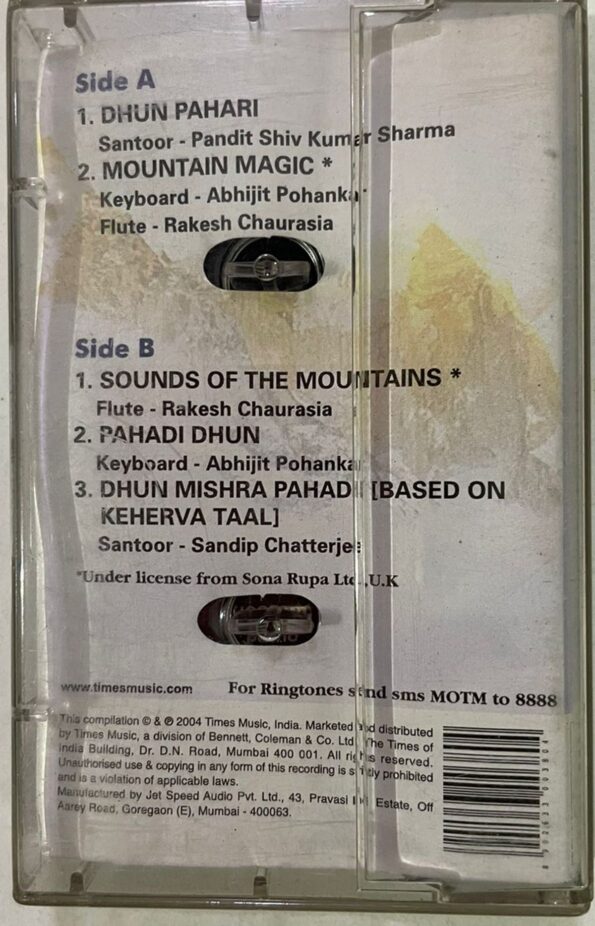 Side A
1. DHUN PAHARI
Santoor - Pandit Shiv Kumar Sharma
2. MOUNTAIN MAGIC *
Keyboard - Abhijit Pohankar
Flute - Rakesh Chaurasia
Side B
1. SOUNDS OF THE MOUNTAINS *
Flute - Rakesh Chaurasia
2. PAHADI DHUN
Keyboard - Abhijit Pohankar
3. DHUN MISHRA PAHADI [BASED ON
KEHERVA TAAL]
Santoor - Sandip Chatterjee
*Under license from Sona Rupa Ltd.,U.K
www.timesmusic.com For Ringtones send sms MOTM to 8888
This compilation © & ℗ 2004 Times Music, India. Marketed and distributed
by Times Music, a division of Bennett, Coleman & Co. Ltd The Times of
India Building, Dr. D.N. Road, Mumbai 400 001. All rights reserved.
Unauthorised use & copying in any form of this recording is strictly prohibited
and is a violation of applicable laws.
Manufactured by Jet Speed Audio Pvt. Ltd., 43, Pravasi Estate, Off
Aarey Road, Goregaon (E), Mumbai - 400063.